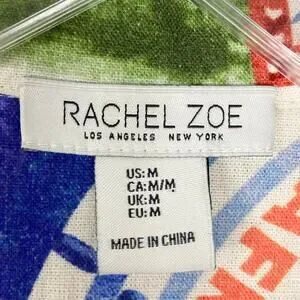 RACHEL ZOE
LOS ANGELES NEW YORK
US:M
CA:M/M
UK:M
EU:M
MADE IN CHINA